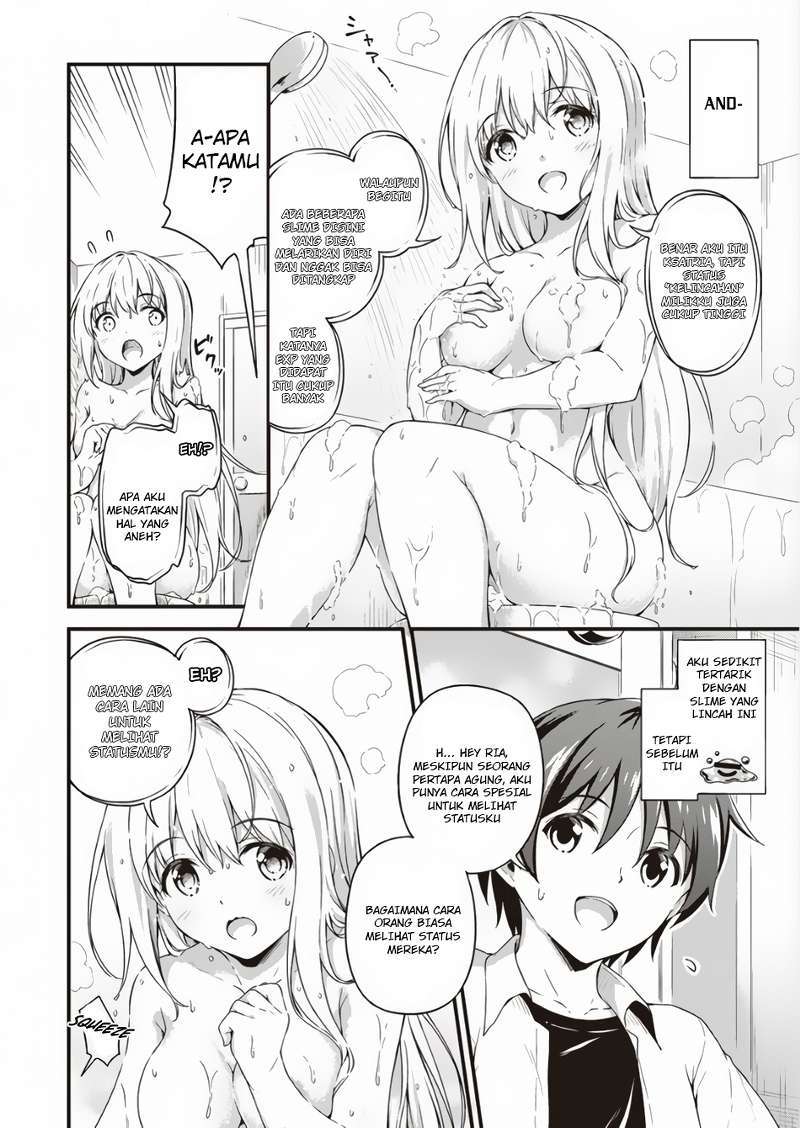 AND-
シャァー…
BENAR AKU ITU
KSATRIA, TAPI
STATUS
"KELINCAHAN"
MILIKKU JUGA
CUKUP TINGGI
WALAUPUN
BEGITU
ADA BEBERAPA
SLIME DISINI
YANG BISA
MELARIKAN DIRI
DAN NGGAK BISA
DITANGKAP
TAPI
KATANYA
EXP YANG
DIDAPAT
ITU CUKUP
BANYAK
A-APA
KATAMU
!?
ビクッ
EH!?
APA AKU
MENGATAKAN
HAL YANG
ANEH?
AKU SEDIKIT
TERTARIK
DENGAN
SLIME YANG
LINCAH INI
TETAPI
SEBELUM
ITU
H... HEY RIA,
MESKIPUN SEORANG
PERTAPA AGUNG, AKU
PUNYA CARA SPESIAL
UNTUK MELIHAT
STATUSKU
BAGAIMANA CARA
ORANG BIASA
MELIHAT STATUS
MEREKA?
EH?
MEMANG ADA
CARA LAIN
UNTUK
MELIHAT
STATUSMU!?
SQUEEZE